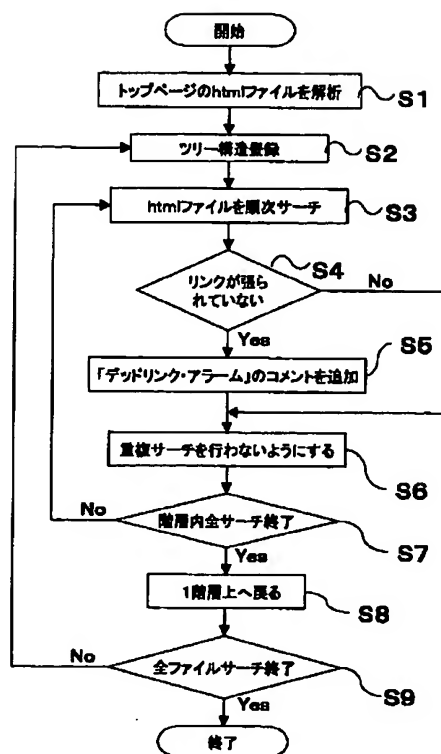 開始
トップページのhtmlファイルを解析
S1
ツリー構造登録
S2
htmlファイルを順次サーチ
S3
リンクが張ら
れていない
S4
No
Yes
「デッドリンク・アラーム」のコメントを追加
S5
重複サーチを行わないようにする
S6
No
階層内全サーチ終了
S7
Yes
1階層上へ戻る
S8
No
全ファイルサーチ終了
S9
Yes
終了